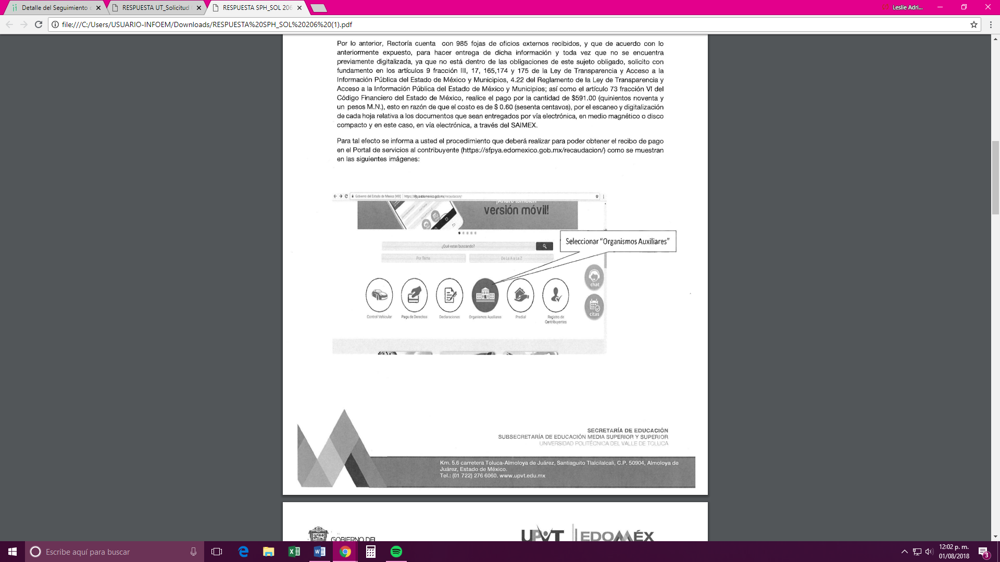 Detalle del Seguimiento
RESPUESTA UT_Solicitud
RESPUESTA SPH_SOL 206
Leslie Adri...
file:///C:/Users/USUARIO-INFOEM/Downloads/RESPUESTA%20SPH_SOL%20206%20(1).pdf
Por lo anterior, Rectoría cuenta con 985 fojas de oficios externos recibidos, y que de acuerdo con lo
anteriormente expuesto, para hacer entrega de dicha información y toda vez que no se encuentra
previamente digitalizada, ya que no está dentro de las obligaciones de este sujeto obligado, solicito con
fundamento en los artículos 9 fracción III, 17, 165,174 y 175 de la Ley de Transparencia y Acceso a la
Información Pública del Estado de México y Municipios, 4.22 del Reglamento de la Ley de Transparencia y
Acceso a la Información Pública del Estado de México y Municipios; así como el artículo 73 fracción VI del
Código Financiero del Estado de México, realice el pago por la cantidad de $591.00 (quinientos noventa y
un pesos M.N.), esto en razón de que el costo es de $ 0.60 (sesenta centavos), por el escaneo y digitalización
de cada hoja relativa a los documentos que sean entregados por vía electrónica, en medio magnético o disco
compacto y en este caso, en vía electrónica, a través del SAIMEX.
Para tal efecto se informa a usted el procedimiento que deberá realizar para poder obtener el recibo de pago
en el Portal de servicios al contribuyente (https://sfpya.edomexico.gob.mx/recaudacion/) como se muestran
en las siguientes imágenes:
Gobierno del Estado de México [MX] https://sfpya.edomexico.gob.mx/recaudacion/
versión móvil!
Seleccionar “Organismos Auxiliares”
¿Qué estas buscando?
Por Tema
De La A a La Z
chat
citas
Control Vehicular
Pago de Derechos
Declaraciones
Organismos Auxiliares
Predial
Registro de
Contribuyentes
SECRETARÍA DE EDUCACIÓN
SUBSECRETARÍA DE EDUCACIÓN MEDIA SUPERIOR Y SUPERIOR
UNIVERSIDAD POLITÉCNICA DEL VALLE DE TOLUCA
Km. 5.6 carretera Toluca-Almoloya de Juárez, Santiaguito Tlalcilalcali, C.P. 50904, Almoloya de
Juárez, Estado de México.
Tel.: (01 722) 276 6060. www.upvt.edu.mx
GOBIERNO DEL
UPVT EDOMÉX
Escribe aquí para buscar
12:02 p. m.
01/08/2018
3